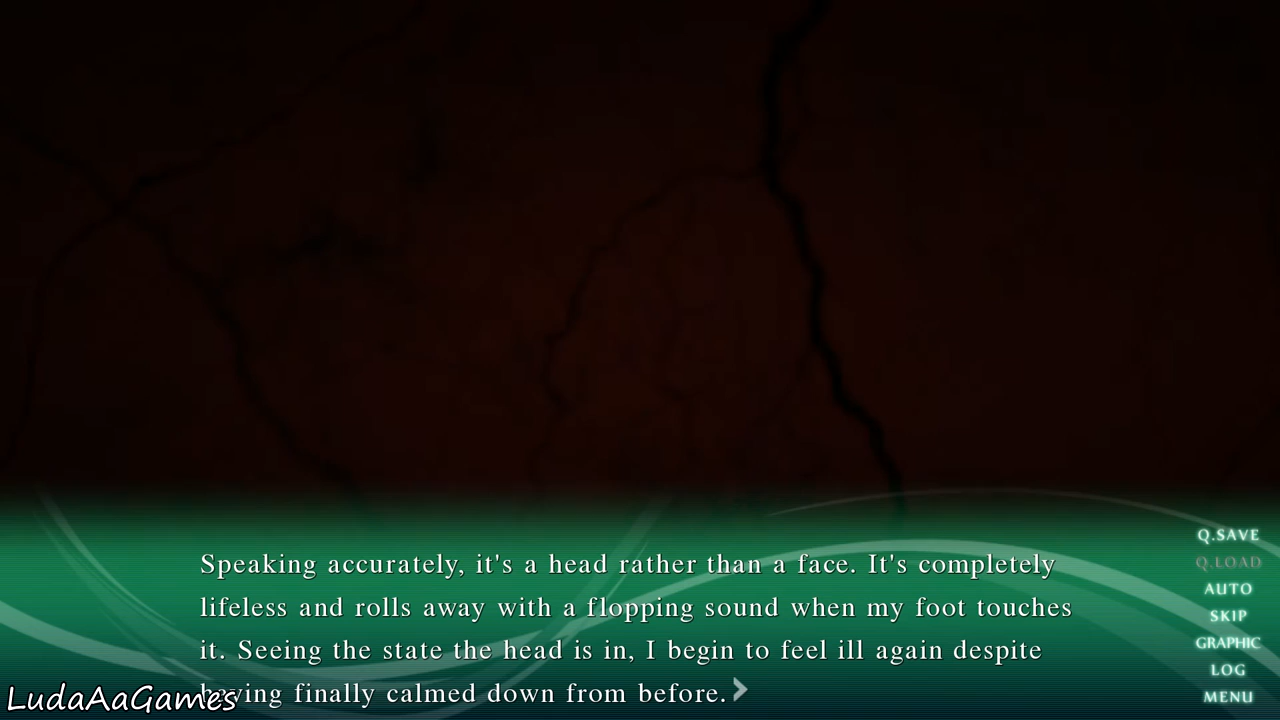 Speaking accurately, it's a head rather than a face. It's completely
lifeless and rolls away with a flopping sound when my foot touches
it. Seeing the state the head is in, I begin to feel ill again despite
having finally calmed down from before.
Q.SAVE
Q.LOAD
AUTO
SKIP
GRAPHIC
LOG
MENU
LudaAaGames